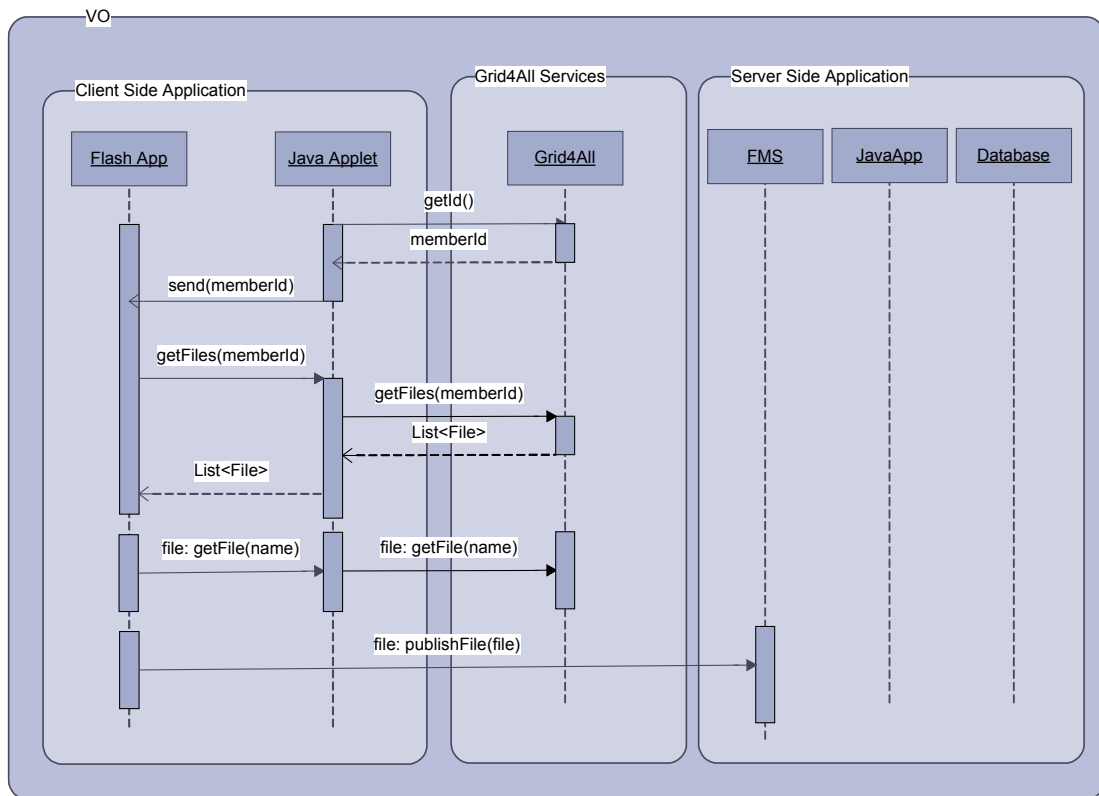 VO
Client Side Application
Grid4All Services
Server Side Application
Flash App
Java Applet
Grid4All
FMS
JavaApp
Database
getId()
memberId
send(memberId)
getFiles(memberId)
getFiles(memberId)
List<File>
List<File>
file: getFile(name)
file: getFile(name)
file: publishFile(file)